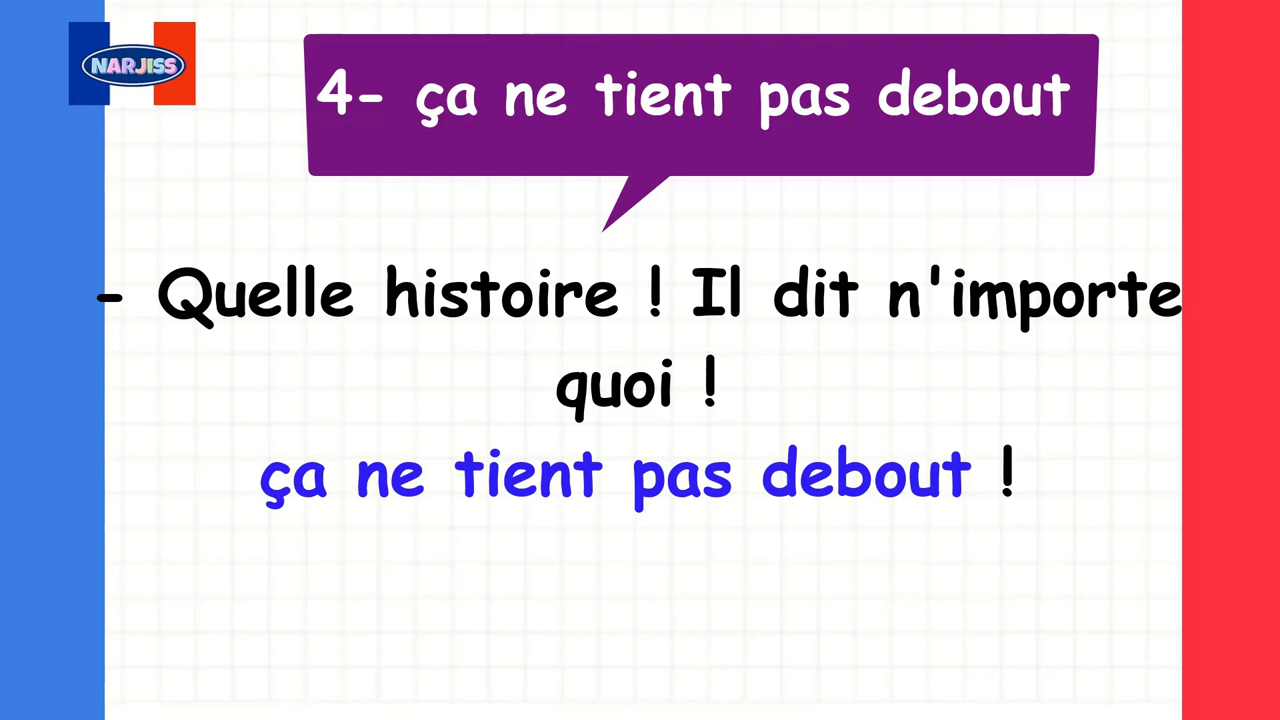 NARJISS
4- ça ne tient pas debout
- Quelle histoire ! Il dit n'importe
quoi !
ça ne tient pas debout !